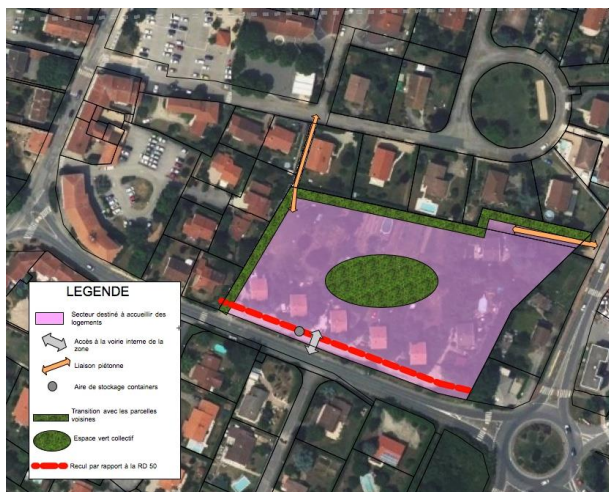 LEGENDE
Secteur destiné à accueillir des
logements
Accès à la voirie interne de la
zone
Liaison piétonne
Aire de stockage containers
Transition avec les parcelles
voisines
Espace vert collectif
Recul par rapport à la RD 50